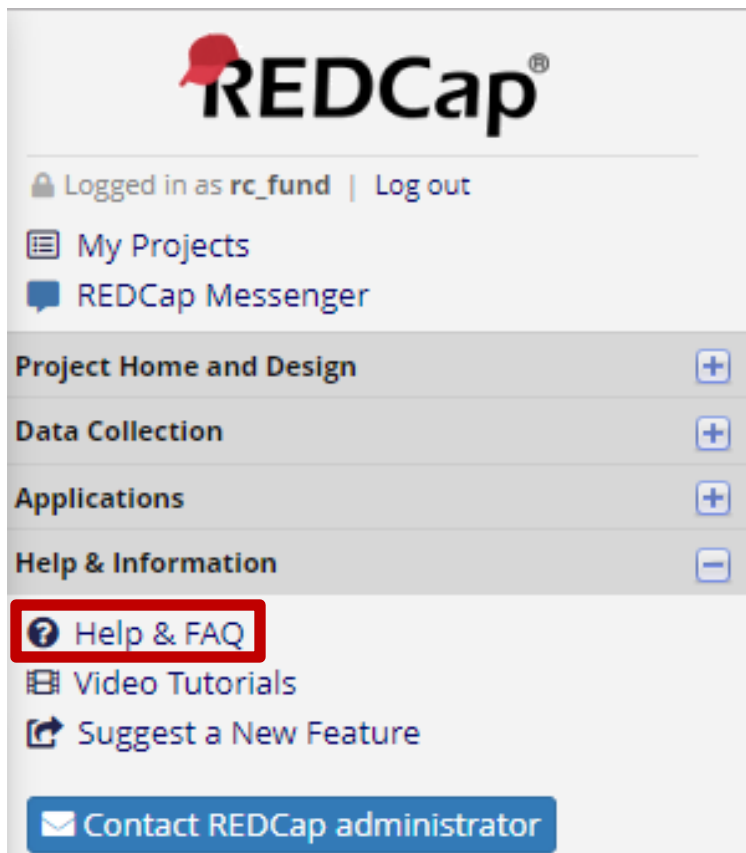 REDCap®
Logged in as rc_fund | Log out
My Projects
REDCap Messenger
Project Home and Design
Data Collection
Applications
Help & Information
Help & FAQ
Video Tutorials
Suggest a New Feature
Contact REDCap administrator